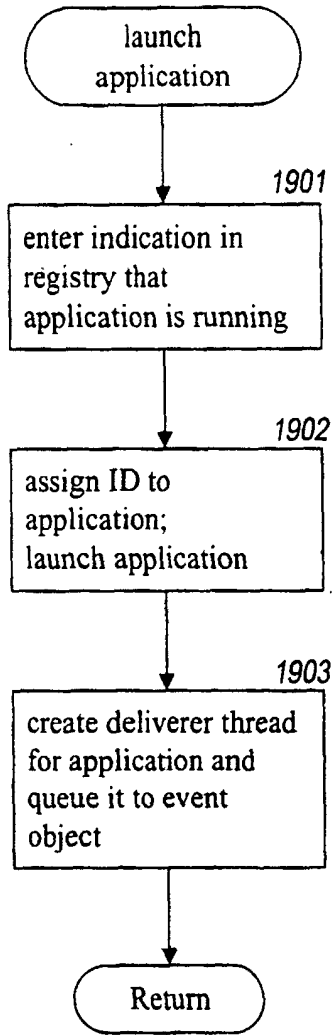 launch
application
1901
enter indication in
registry that
application is running
1902
assign ID to
application;
launch application
1903
create deliverer thread
for application and
queue it to event
object
Return